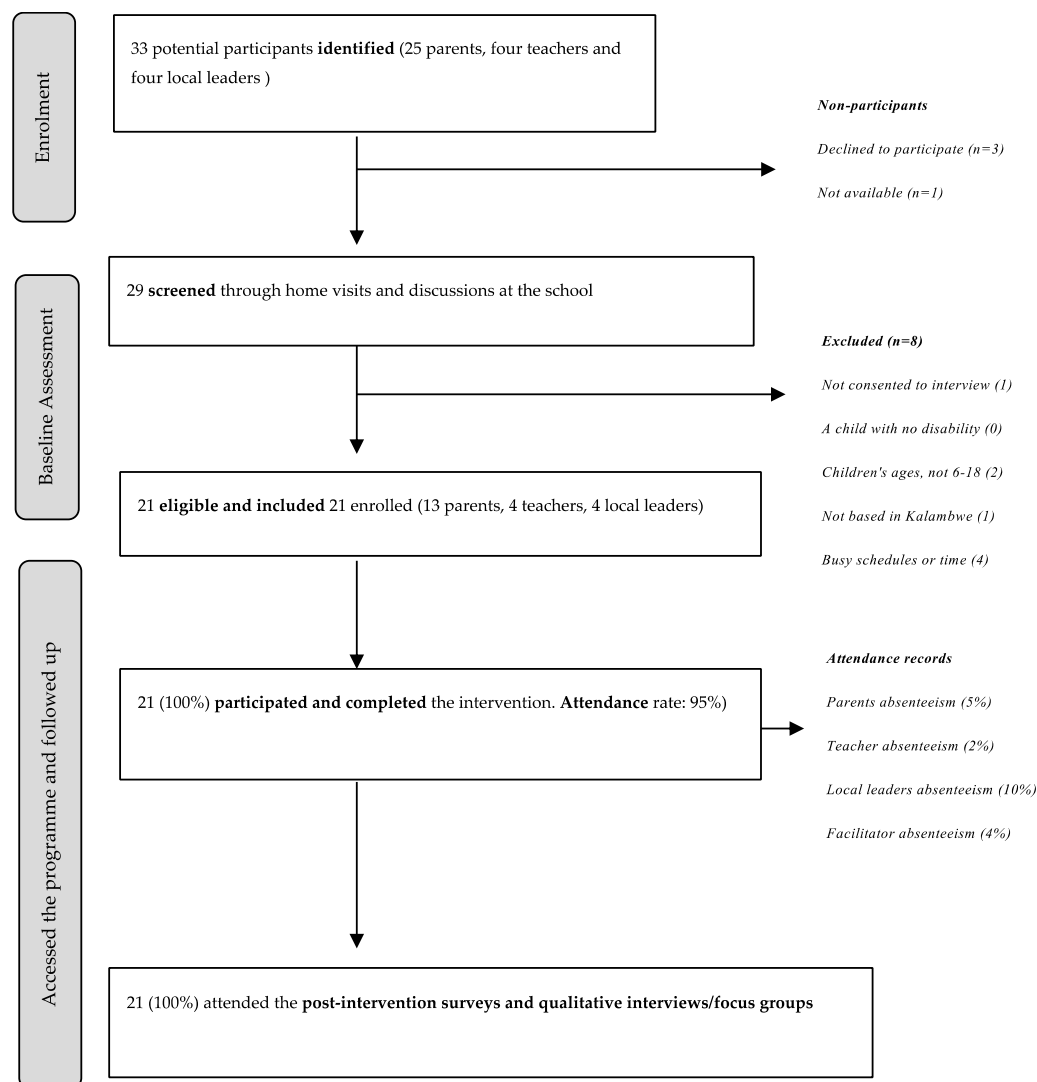 Enrolment
33 potential participants identified (25 parents, four teachers and
four local leaders )
Non-participants
Declined to participate (n=3)
Not available (n=1)
Baseline Assessment
29 screened through home visits and discussions at the school
Excluded (n=8)
Not consented to interview (1)
A child with no disability (0)
Children's ages, not 6-18 (2)
Not based in Kalambwe (1)
Busy schedules or time (4)
21 eligible and included 21 enrolled (13 parents, 4 teachers, 4 local leaders)
Accessed the programme and followed up
21 (100%) participated and completed the intervention. Attendance rate: 95%)
Attendance records
Parents absenteeism (5%)
Teacher absenteeism (2%)
Local leaders absenteeism (10%)
Facilitator absenteeism (4%)
21 (100%) attended the post-intervention surveys and qualitative interviews/focus groups